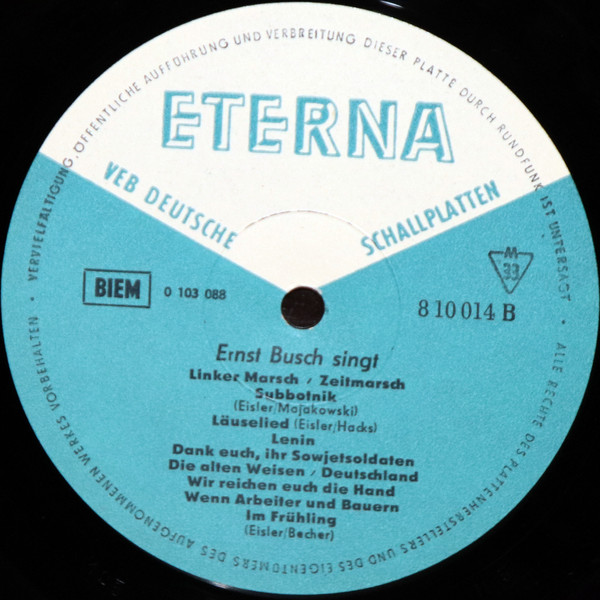 VERVIELFÄLTIGUNG, ÖFFENTLICHE AUFFÜHRUNG UND VERBREITUNG DIESER PLATTE DURCH RUNDFUNK IST UNTERSAGT • ALLE RECHTE DES PLATTENHERSTELLERS UND DES EIGENTÜMERS DES AUFGENOMMENEN WERKES VORBEHALTEN •
ETERNA
VEB DEUTSCHE SCHALLPLATTEN
BIEM
0 103 088
M
33
8 10 014 B
Ernst Busch singt
Linker Marsch / Zeitmarsch
Subbotnik
(Eisler/Majakowski)
Läuselied (Eisler/Hacks)
Lenin
Dank euch, ihr Sowjetsoldaten
Die alten Weisen / Deutschland
Wir reichen euch die Hand
Wenn Arbeiter und Bauern
Im Frühling
(Eisler/Becher)